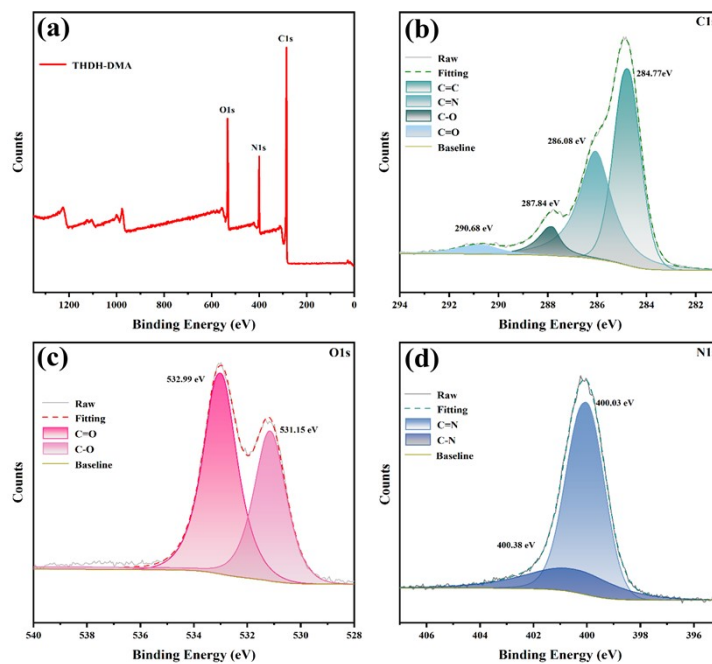 (a)
THDH-DMA
C1s
O1s
N1s
Counts
1200 1000 800 600 400 200 0
Binding Energy (eV)
(b)
C1s
Raw
Fitting
C=C
C=N
C-O
C=O
Baseline
284.77eV
286.08 eV
287.84 eV
290.68 eV
Counts
294 292 290 288 286 284 282
Binding Energy (eV)
(c)
O1s
Raw
Fitting
C=O
C-O
Baseline
532.99 eV
531.15 eV
Counts
540 538 536 534 532 530 528
Binding Energy (eV)
(d)
N1
Raw
Fitting
C=N
C-N
Baseline
400.03 eV
400.38 eV
Counts
406 404 402 400 398 396
Binding Energy (eV)